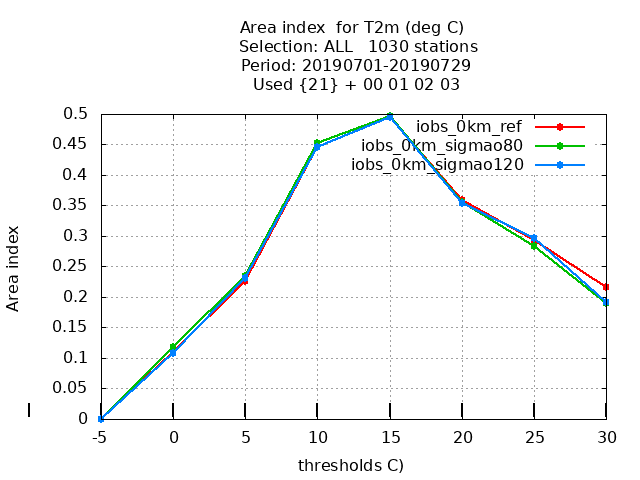 Area index  for T2m (deg C)
Selection: ALL   1030 stations
Period: 20190701-20190729
Used {21} + 00 01 02 03
iobs_0km_ref
iobs_0km_sigmao80
iobs_0km_sigmao120
0.5
0.45
0.4
0.35
0.3
0.25
0.2
0.15
0.1
0.05
0
Area index
-5 0 5 10 15 20 25 30
thresholds C)